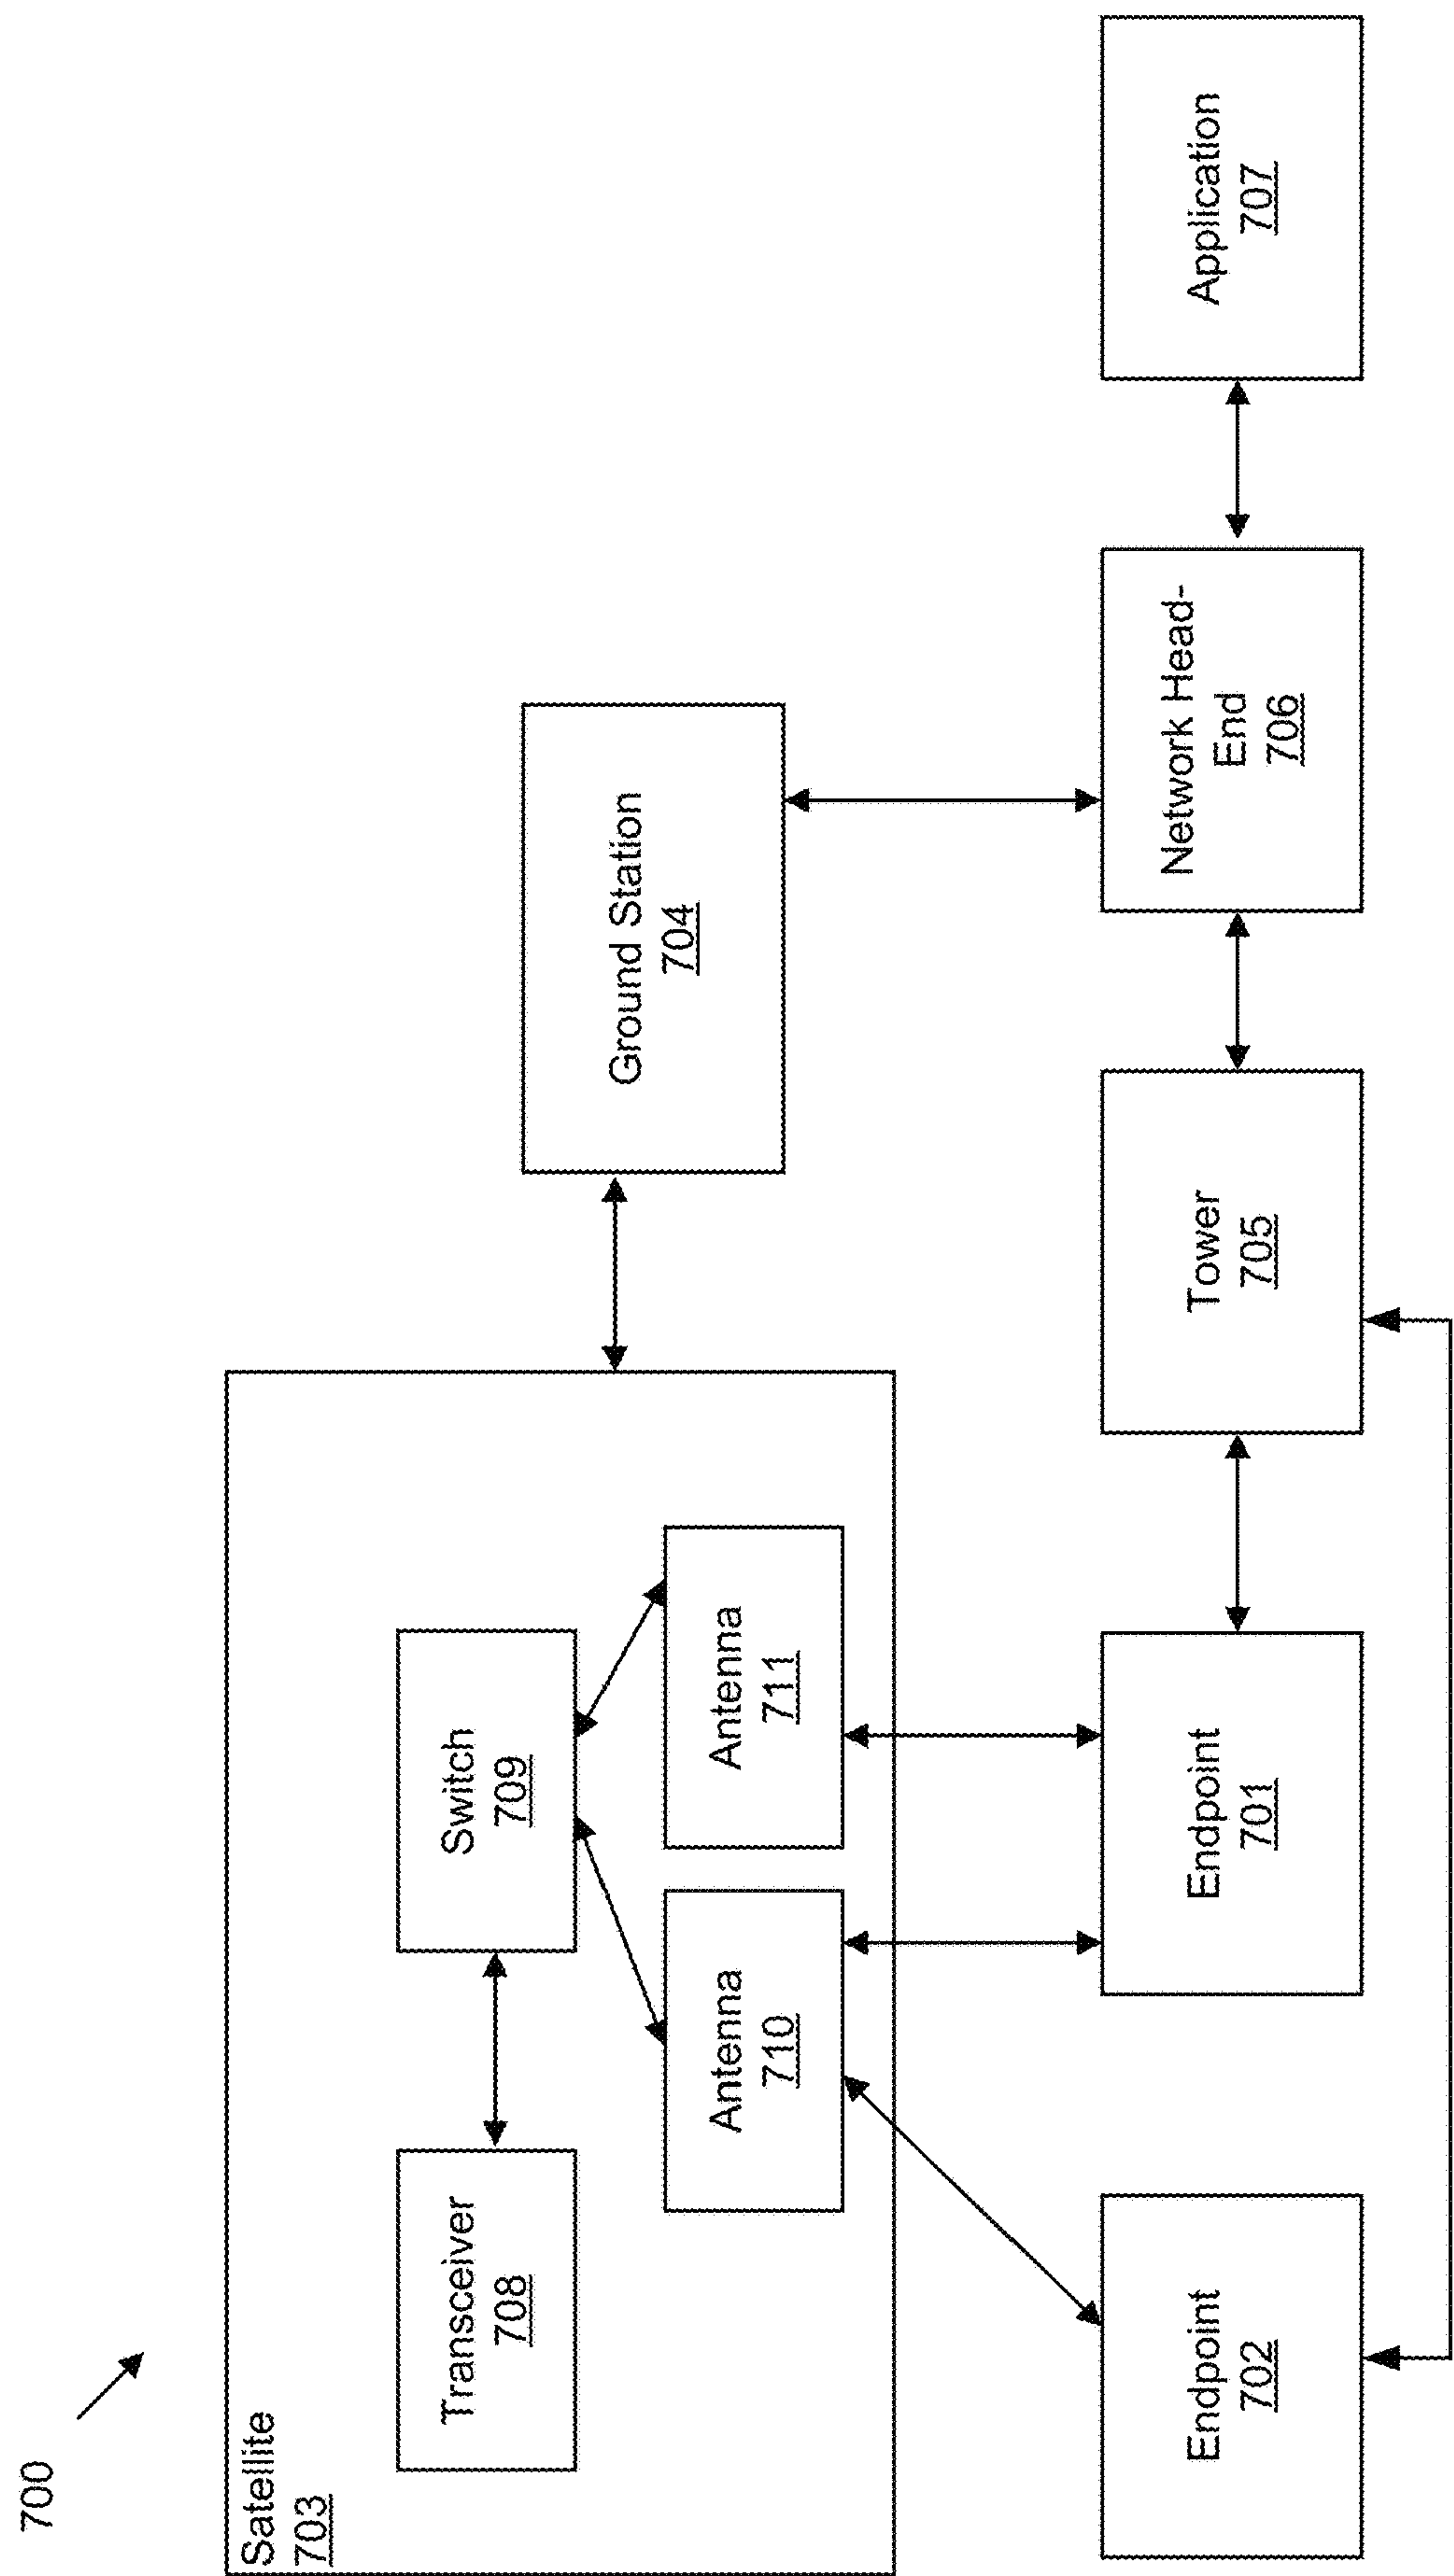 700
Satellite
703
Transceiver
708
Switch
709
Antenna
710
Antenna
711
Ground Station
704
Endpoint
702
Endpoint
701
Tower
705
Network Head-
End
706
Application
707